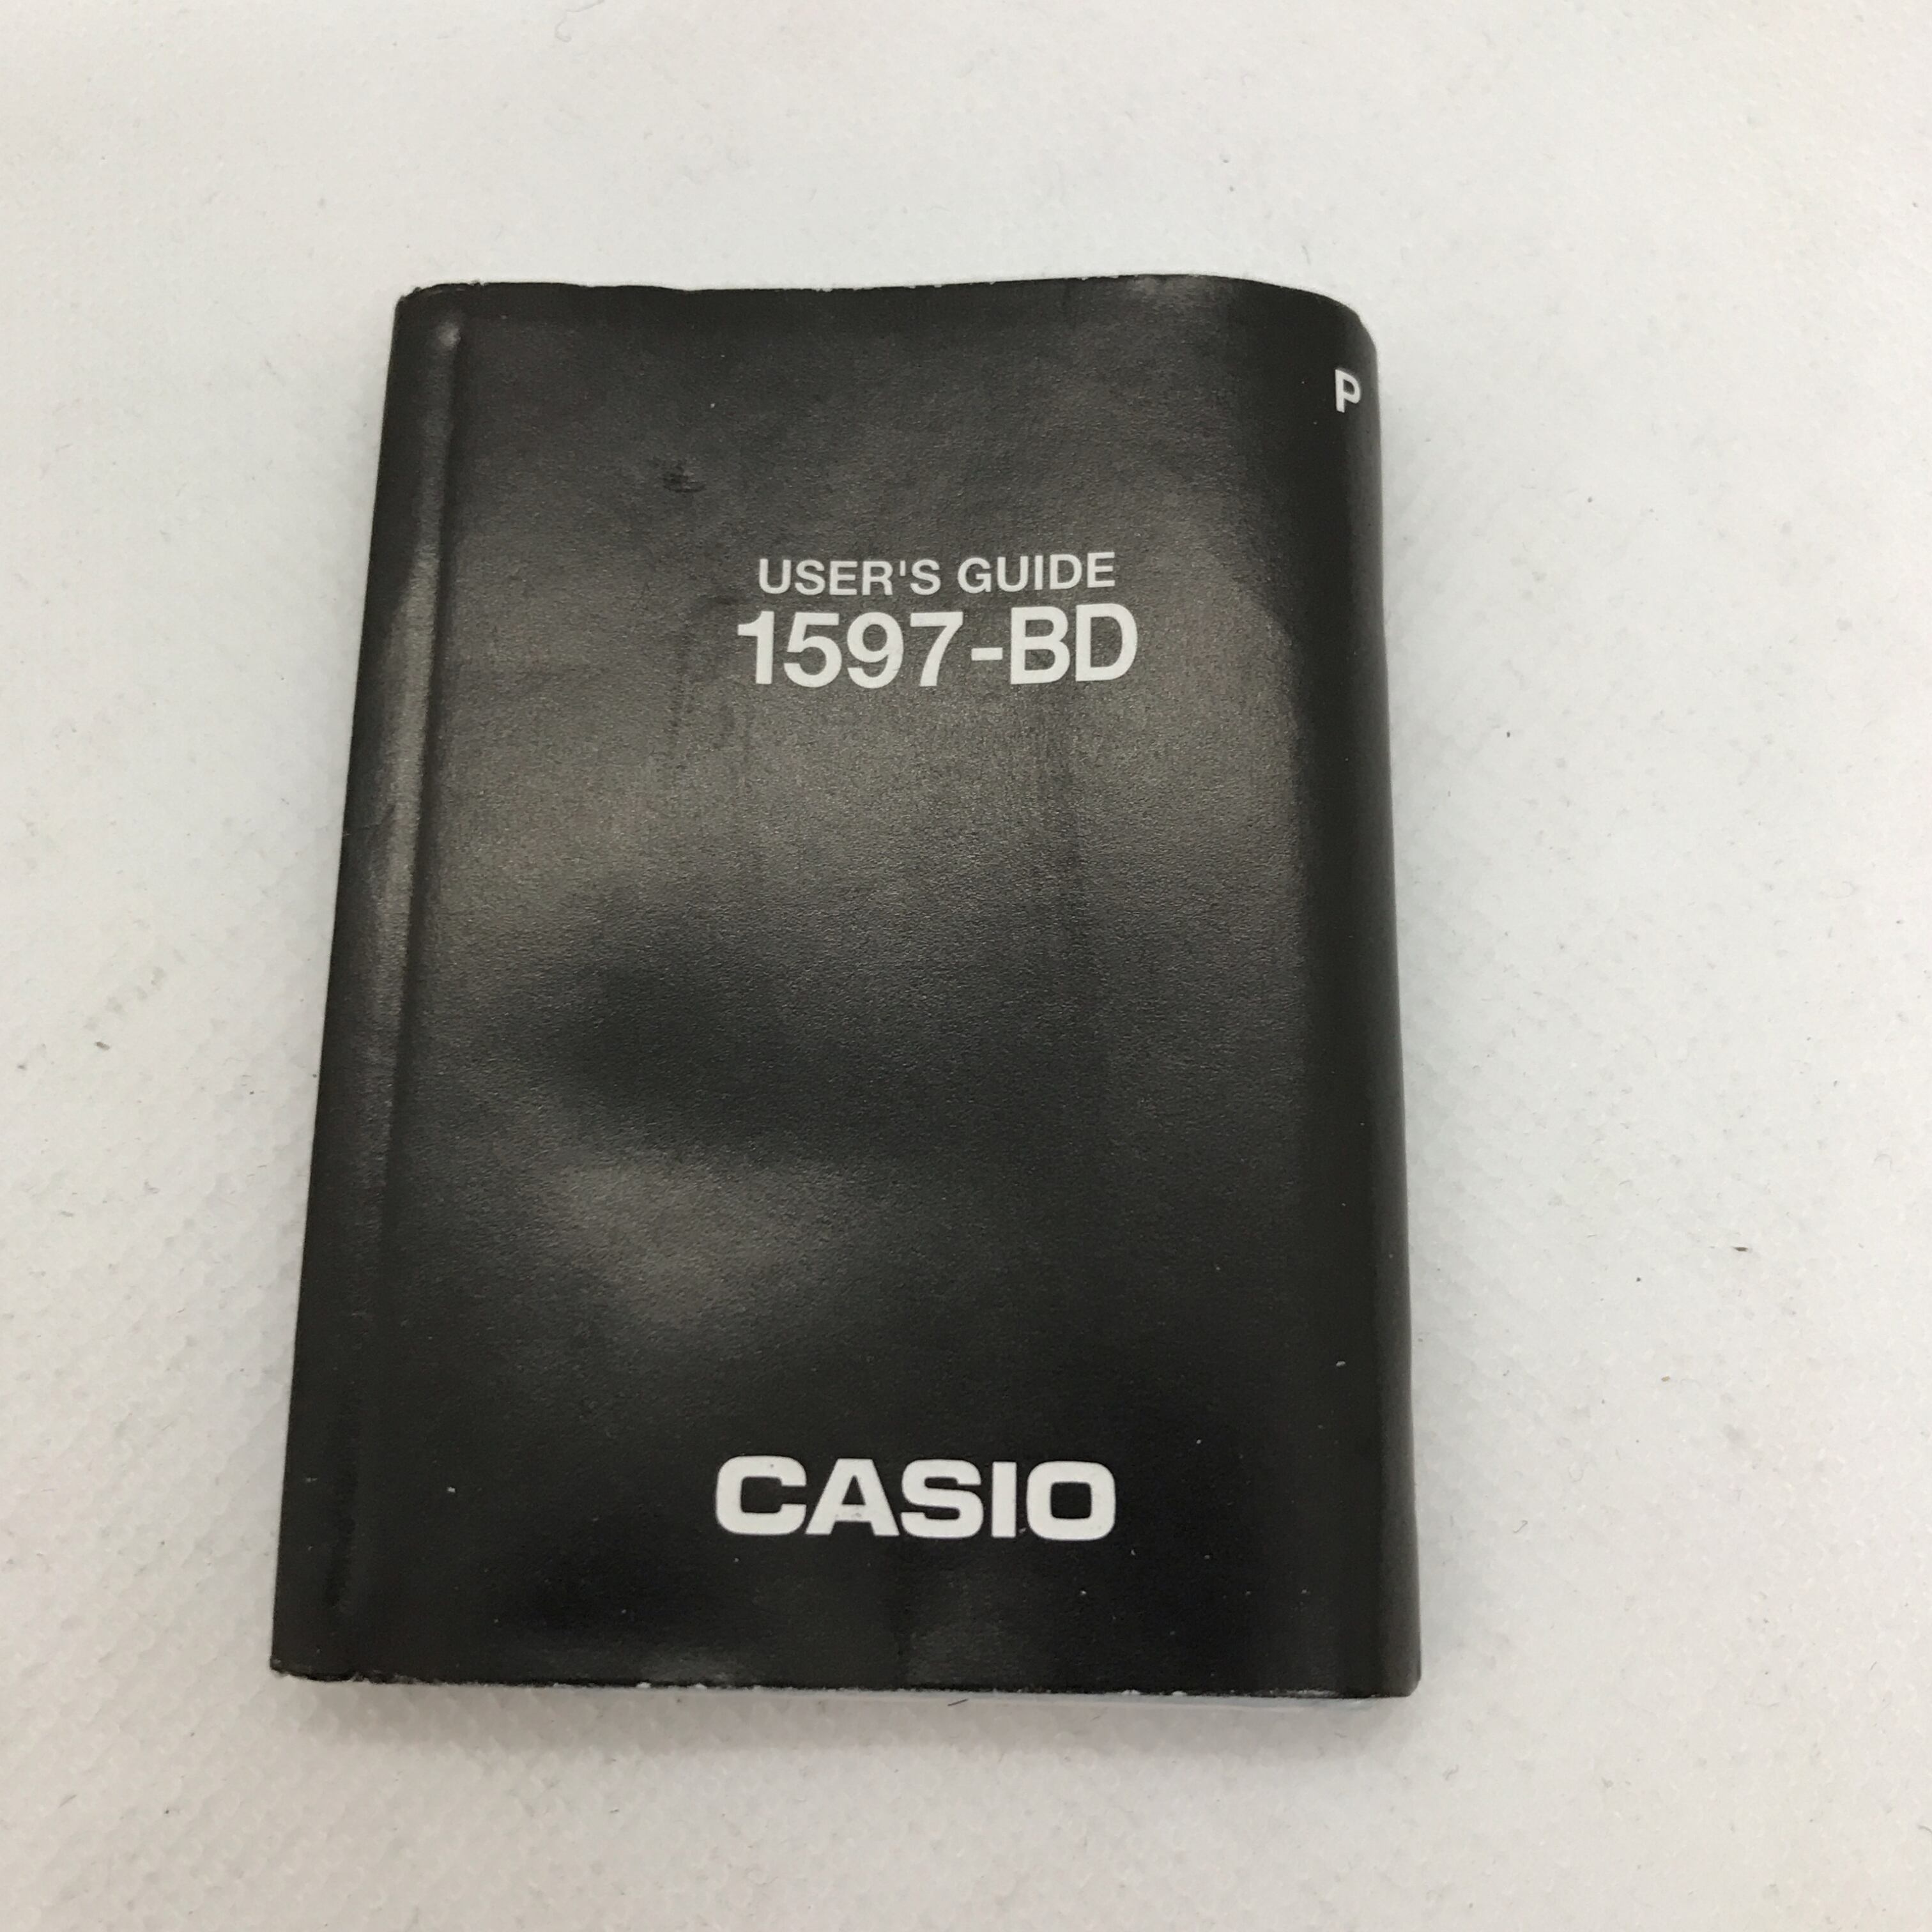 P
USER'S GUIDE
1597-BD
CASIO